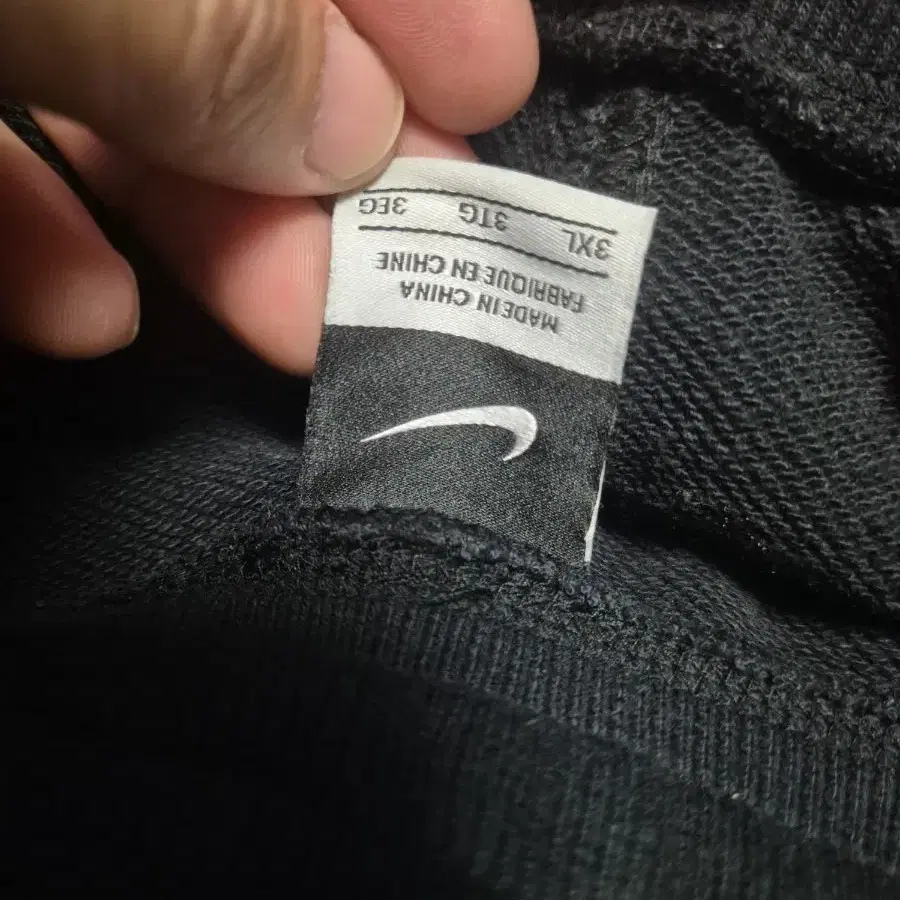 MADE IN CHINA
FABRIQUE EN CHINE
3XL 3TG 3EG